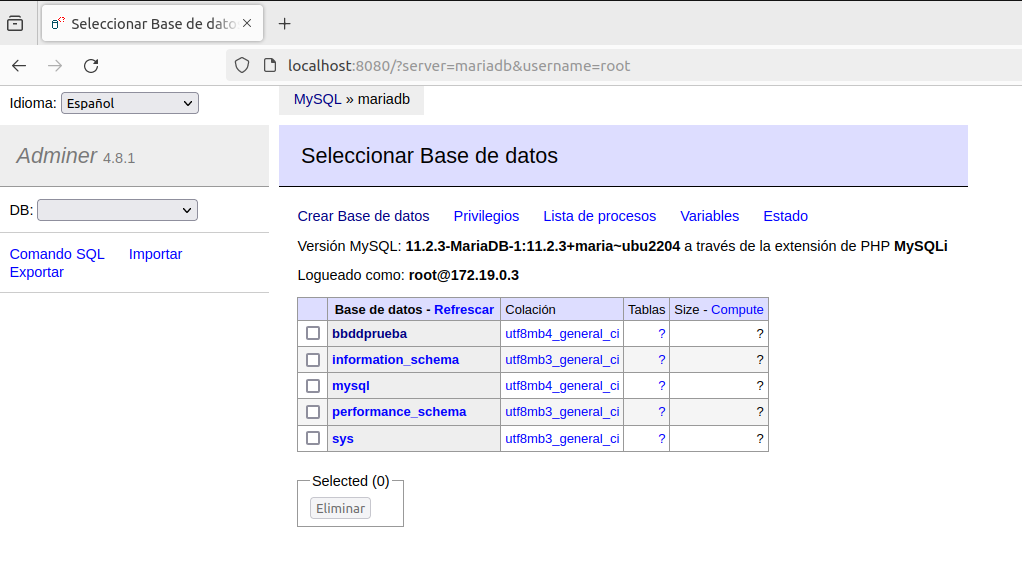 Seleccionar Base de dato
localhost:8080/?server=mariadb&username=root
Idioma: Español
MySQL » mariadb
Adminer 4.8.1
Seleccionar Base de datos
DB:
Comando SQL Importar
Exportar
Crear Base de datos Privilegios Lista de procesos Variables Estado
Versión MySQL: 11.2.3-MariaDB-1:11.2.3+maria~ubu2204 a través de la extensión de PHP MySQLi
Logueado como: root@172.19.0.3
Base de datos - Refrescar Colación Tablas Size - Compute
bbddprueba utf8mb4_general_ci ? ?
information_schema utf8mb3_general_ci ? ?
mysql utf8mb4_general_ci ? ?
performance_schema utf8mb3_general_ci ? ?
sys utf8mb3_general_ci ? ?
Selected (0)
Eliminar